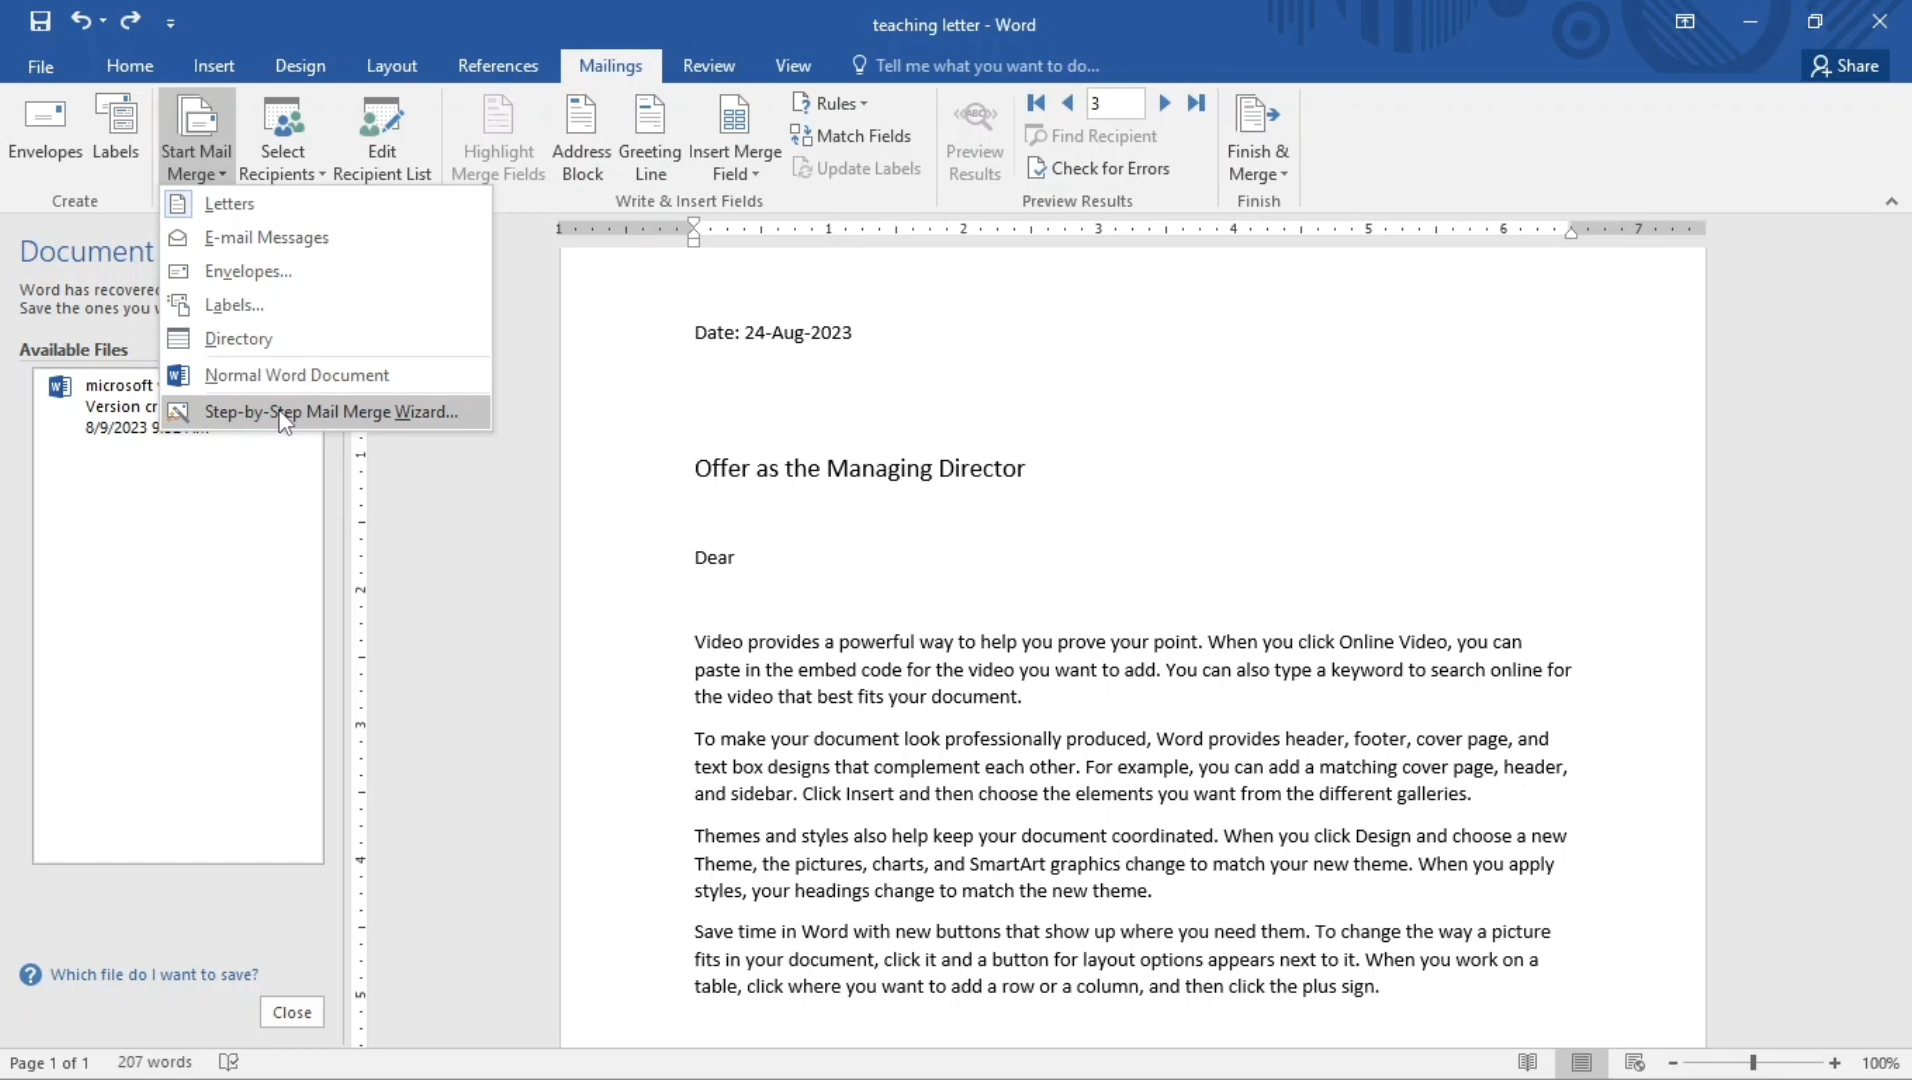 teaching letter - Word
File Home Insert Design Layout References Mailings Review View Tell me what you want to do... Share
Envelopes Labels
Create
Start Mail Merge
Select Recipients
Edit Recipient List
Highlight Merge Fields
Address Block
Greeting Line
Insert Merge Field
Rules
Match Fields
Update Labels
Write & Insert Fields
Preview Results
3
Find Recipient
Check for Errors
Preview Results
Finish & Merge
Finish
Letters
E-mail Messages
Envelopes...
Labels...
Directory
Normal Word Document
Step-by-Step Mail Merge Wizard...
Document
Word has recovered
Save the ones you
Available Files
microsoft
Version
8/9/2023
Which file do I want to save?
Close
1 1 2 3 4 5 6 7
1
2
3
4
5
Date: 24-Aug-2023
Offer as the Managing Director
Dear
Video provides a powerful way to help you prove your point. When you click Online Video, you can
paste in the embed code for the video you want to add. You can also type a keyword to search online for
the video that best fits your document.
To make your document look professionally produced, Word provides header, footer, cover page, and
text box designs that complement each other. For example, you can add a matching cover page, header,
and sidebar. Click Insert and then choose the elements you want from the different galleries.
Themes and styles also help keep your document coordinated. When you click Design and choose a new
Theme, the pictures, charts, and SmartArt graphics change to match your new theme. When you apply
styles, your headings change to match the new theme.
Save time in Word with new buttons that show up where you need them. To change the way a picture
fits in your document, click it and a button for layout options appears next to it. When you work on a
table, click where you want to add a row or a column, and then click the plus sign.
Page 1 of 1 207 words 100%